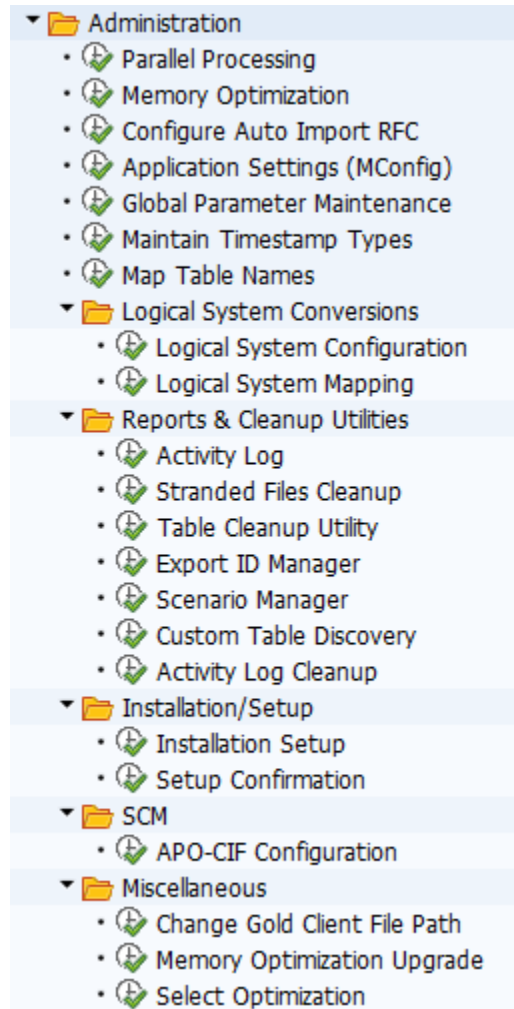 Administration
Parallel Processing
Memory Optimization
Configure Auto Import RFC
Application Settings (MConfig)
Global Parameter Maintenance
Maintain Timestamp Types
Map Table Names
Logical System Conversions
Logical System Configuration
Logical System Mapping
Reports & Cleanup Utilities
Activity Log
Stranded Files Cleanup
Table Cleanup Utility
Export ID Manager
Scenario Manager
Custom Table Discovery
Activity Log Cleanup
Installation/Setup
Installation Setup
Setup Confirmation
SCM
APO-CIF Configuration
Miscellaneous
Change Gold Client File Path
Memory Optimization Upgrade
Select Optimization